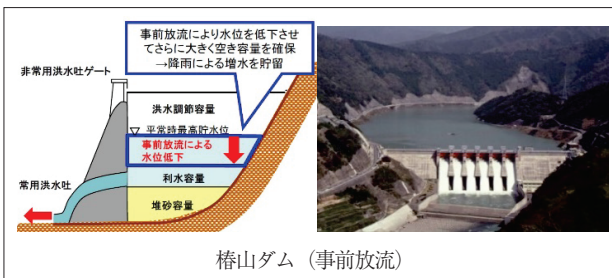 事前放流により水位を低下させ
てさらに大きく空き容量を確保
→降雨による増水を貯留
非常用洪水吐ゲート
洪水調節容量
平常時最高貯水位
事前放流による
水位低下
常用洪水吐
利水容量
堆砂容量
椿山ダム（事前放流）